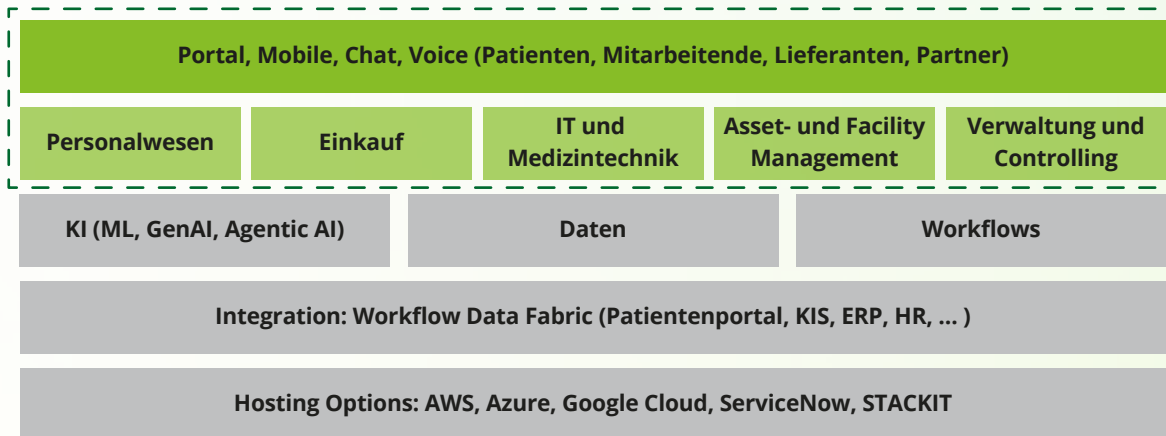 Portal, Mobile, Chat, Voice (Patienten, Mitarbeitende, Lieferanten, Partner)
Personalwesen
Einkauf
IT und
Medizintechnik
Asset- und Facility
Management
Verwaltung und
Controlling
KI (ML, GenAI, Agentic AI)
Daten
Workflows
Integration: Workflow Data Fabric (Patientenportal, KIS, ERP, HR, ... )
Hosting Options: AWS, Azure, Google Cloud, ServiceNow, STACKIT